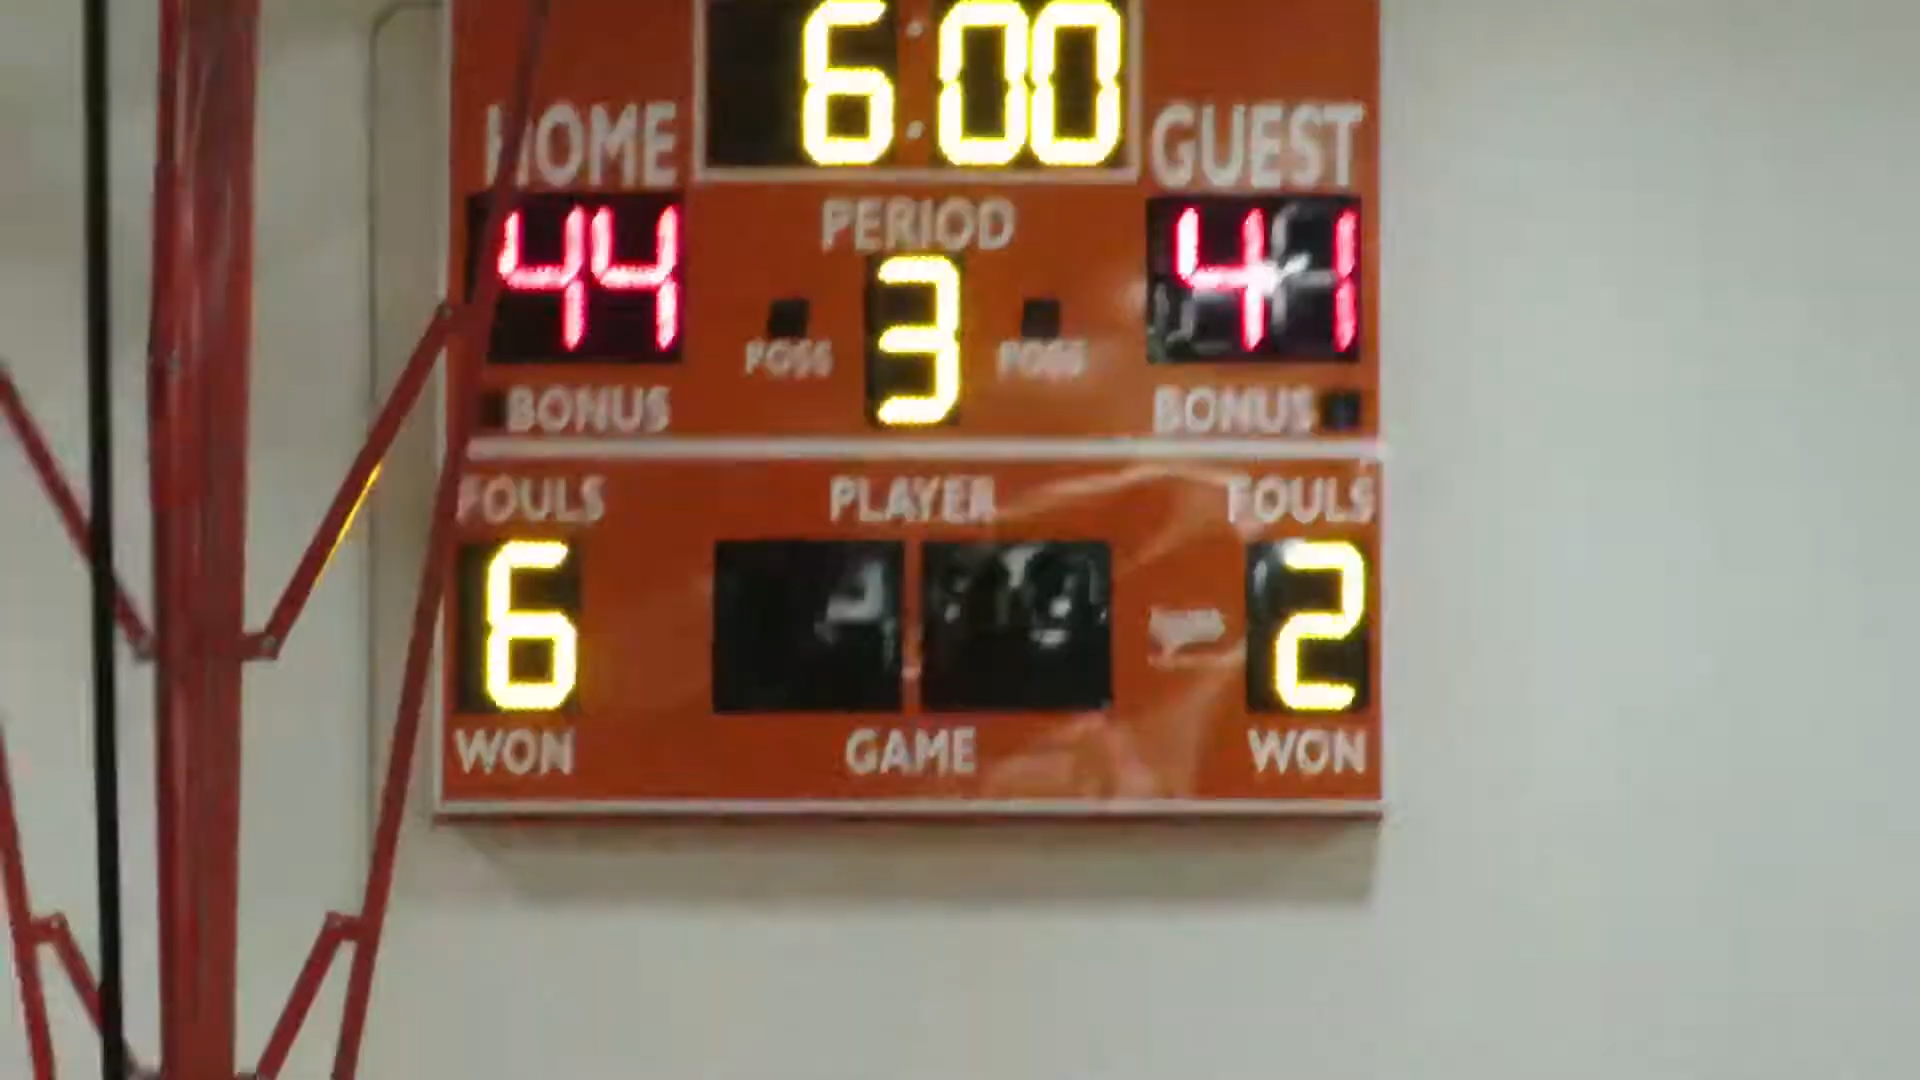 6:00
HOME GUEST
44 PERIOD 41
3
POSS POSS
BONUS BONUS
FOULS PLAYER FOULS
6 2
WON GAME WON